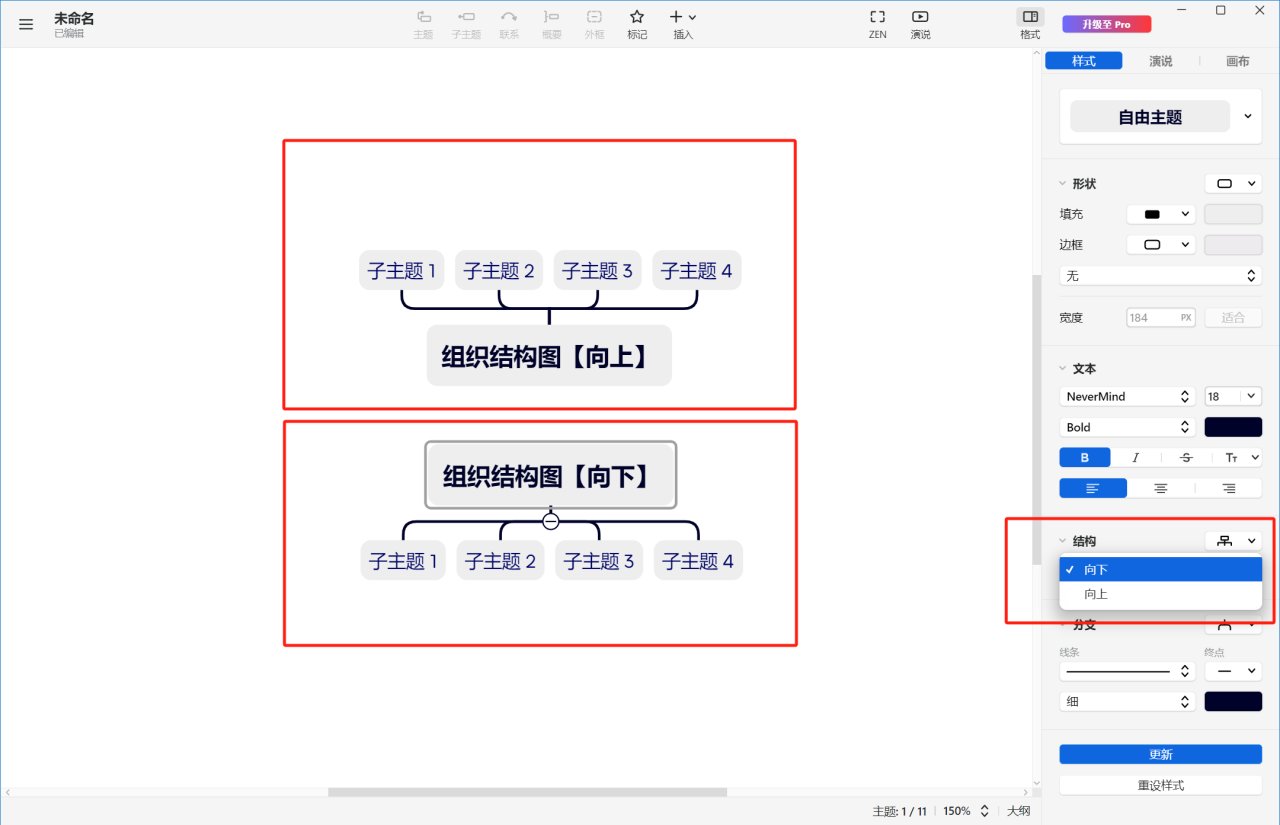 未命名
已编辑
主题 子主题 联系 概要 外框 标记 插入
ZEN 演说 格式 升级至 Pro
样式 演说 画布
自由主题
形状
填充
边框
无
宽度 184 PX 适合
文本
NeverMind 18
Bold
B I S Tт
结构
向下
向上
分支
线条 终点
细
更新
重设样式
子主题 1 子主题 2 子主题 3 子主题 4
组织结构图【向上】
组织结构图【向下】
子主题 1 子主题 2 子主题 3 子主题 4
主题: 1 / 11 150% 大纲